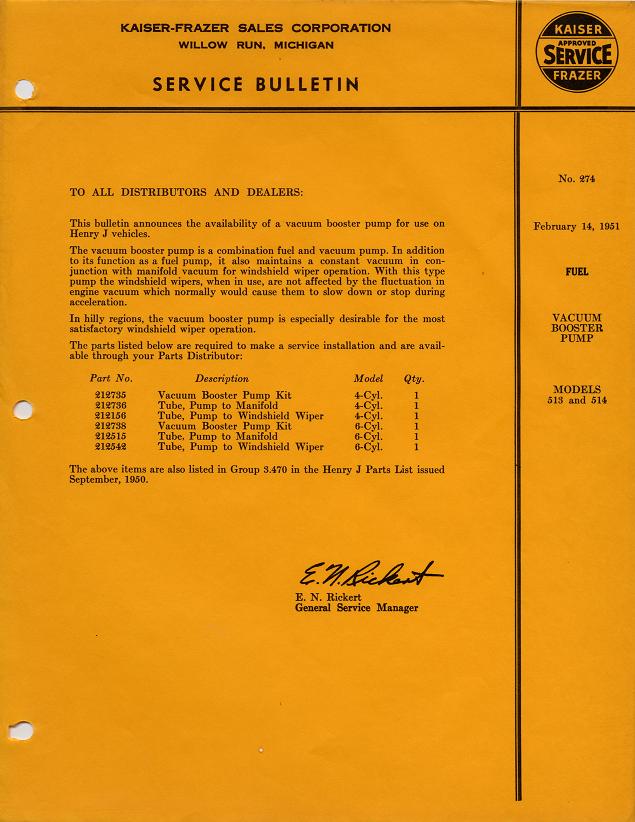 KAISER-FRAZER SALES CORPORATION
WILLOW RUN, MICHIGAN
SERVICE BULLETIN
KAISER
APPROVED
SERVICE
FRAZER
No. 274
February 14, 1951
FUEL
VACUUM
BOOSTER
PUMP
MODELS
513 and 514
TO ALL DISTRIBUTORS AND DEALERS:
This bulletin announces the availability of a vacuum booster pump for use on
Henry J vehicles.
The vacuum booster pump is a combination fuel and vacuum pump. In addition
to its function as a fuel pump, it also maintains a constant vacuum in con-
junction with manifold vacuum for windshield wiper operation. With this type
pump the windshield wipers, when in use, are not affected by the fluctuation in
engine vacuum which normally would cause them to slow down or stop during
acceleration.
In hilly regions, the vacuum booster pump is especially desirable for the most
satisfactory windshield wiper operation.
The parts listed below are required to make a service installation and are avail-
able through your Parts Distributor:
Part No. Description Model Qty.
212735 Vacuum Booster Pump Kit 4-Cyl. 1
212736 Tube, Pump to Manifold 4-Cyl. 1
212156 Tube, Pump to Windshield Wiper 4-Cyl. 1
212738 Vacuum Booster Pump Kit 6-Cyl. 1
212515 Tube, Pump to Manifold 6-Cyl. 1
212542 Tube, Pump to Windshield Wiper 6-Cyl. 1
The above items are also listed in Group 3.470 in the Henry J Parts List issued
September, 1950.
E. N. Rickert
E. N. Rickert
General Service Manager